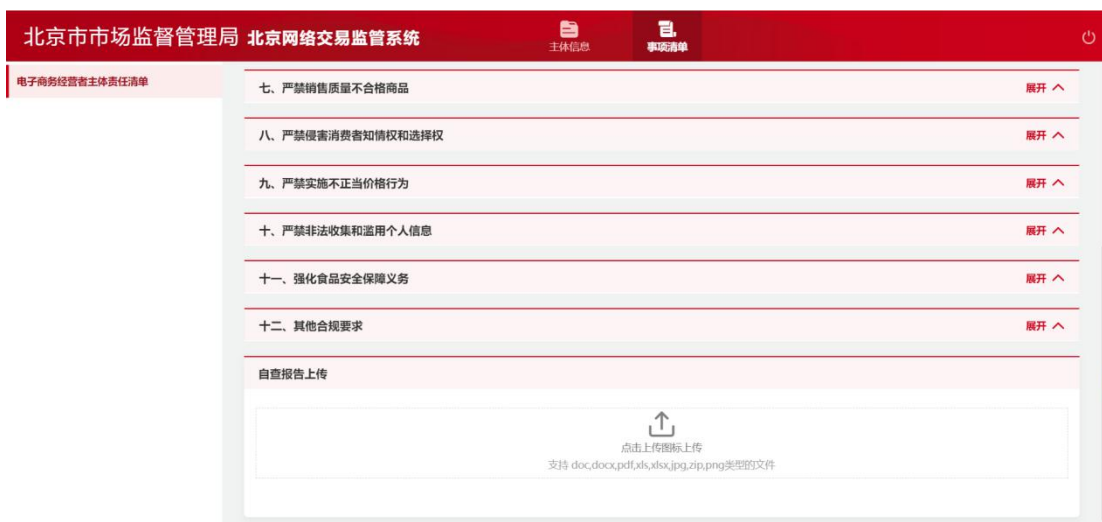 北京市市场监督管理局 北京网络交易监管系统
主体信息
事项清单
电子商务经营者主体责任清单
七、严禁销售质量不合格商品 展开
八、严禁侵害消费者知情权和选择权 展开
九、严禁实施不正当价格行为 展开
十、严禁非法收集和滥用个人信息 展开
十一、强化食品安全保障义务 展开
十二、其他合规要求 展开
自查报告上传
点击上传图标上传
支持 doc,docx,pdf,xls,xlsx,jpg,zip,png类型的文件